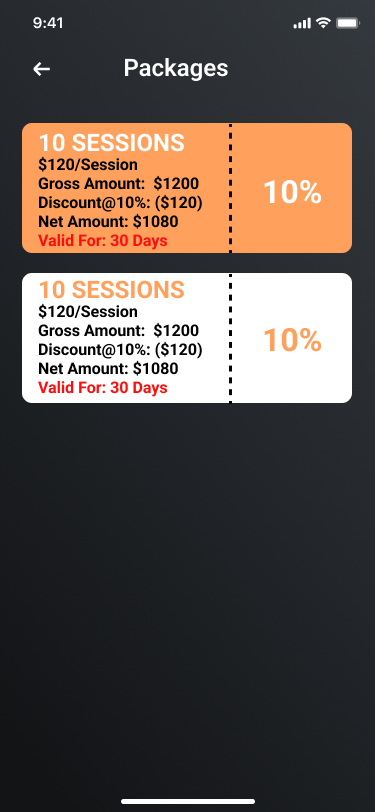 9:41
Packages
10 SESSIONS
$120/Session
Gross Amount:  $1200
Discount@10%: ($120)
Net Amount: $1080
Valid For: 30 Days
10%
10 SESSIONS
$120/Session
Gross Amount:  $1200
Discount@10%: ($120)
Net Amount: $1080
Valid For: 30 Days
10%